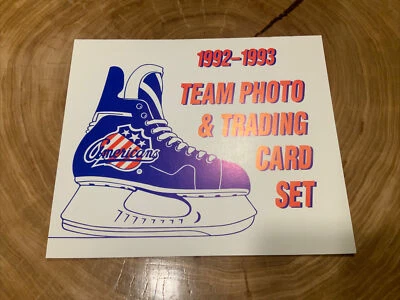 1992-1993
TEAM PHOTO
& TRADING
CARD
SET
Americans
®